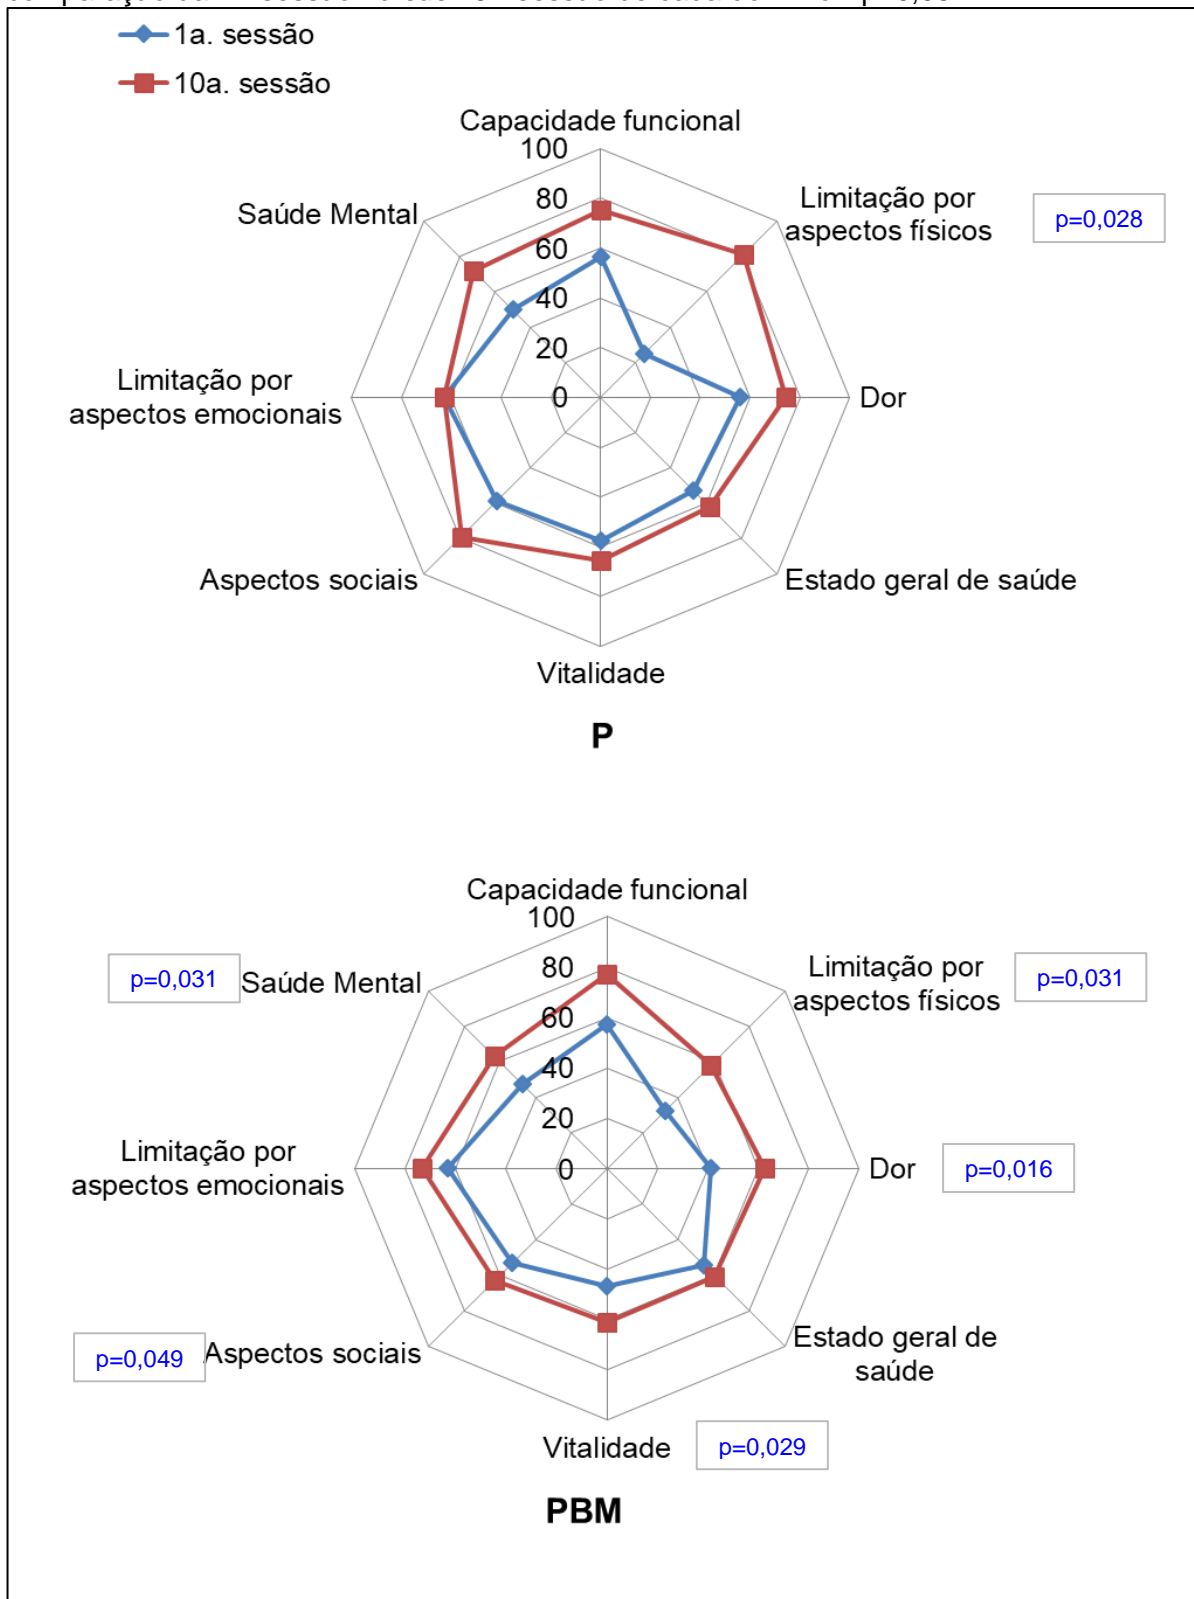 1a. sessão
10a. sessão
Capacidade funcional
100
80
60
40
20
0
Limitação por
aspectos físicos
p=0,028
Saúde Mental
Limitação por
aspectos emocionais
Dor
Aspectos sociais
Estado geral de saúde
Vitalidade
P
Capacidade funcional
100
80
60
40
20
0
Limitação por
aspectos físicos
p=0,031
p=0,031
Saúde Mental
Limitação por
aspectos emocionais
Dor
p=0,016
p=0,049
Aspectos sociais
Estado geral de
saúde
Vitalidade
p=0,029
PBM